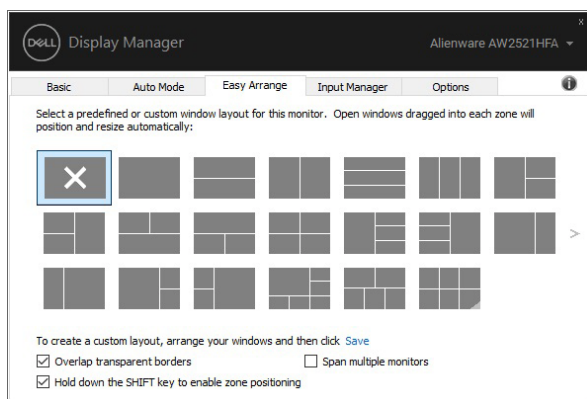 DELL Display Manager
Alienware AW2521HFA
x
Basic
Auto Mode
Easy Arrange
Input Manager
Options
Select a predefined or custom window layout for this monitor. Open windows dragged into each zone will
position and resize automatically:
To create a custom layout, arrange your windows and then click Save
Overlap transparent borders
Span multiple monitors
Hold down the SHIFT key to enable zone positioning